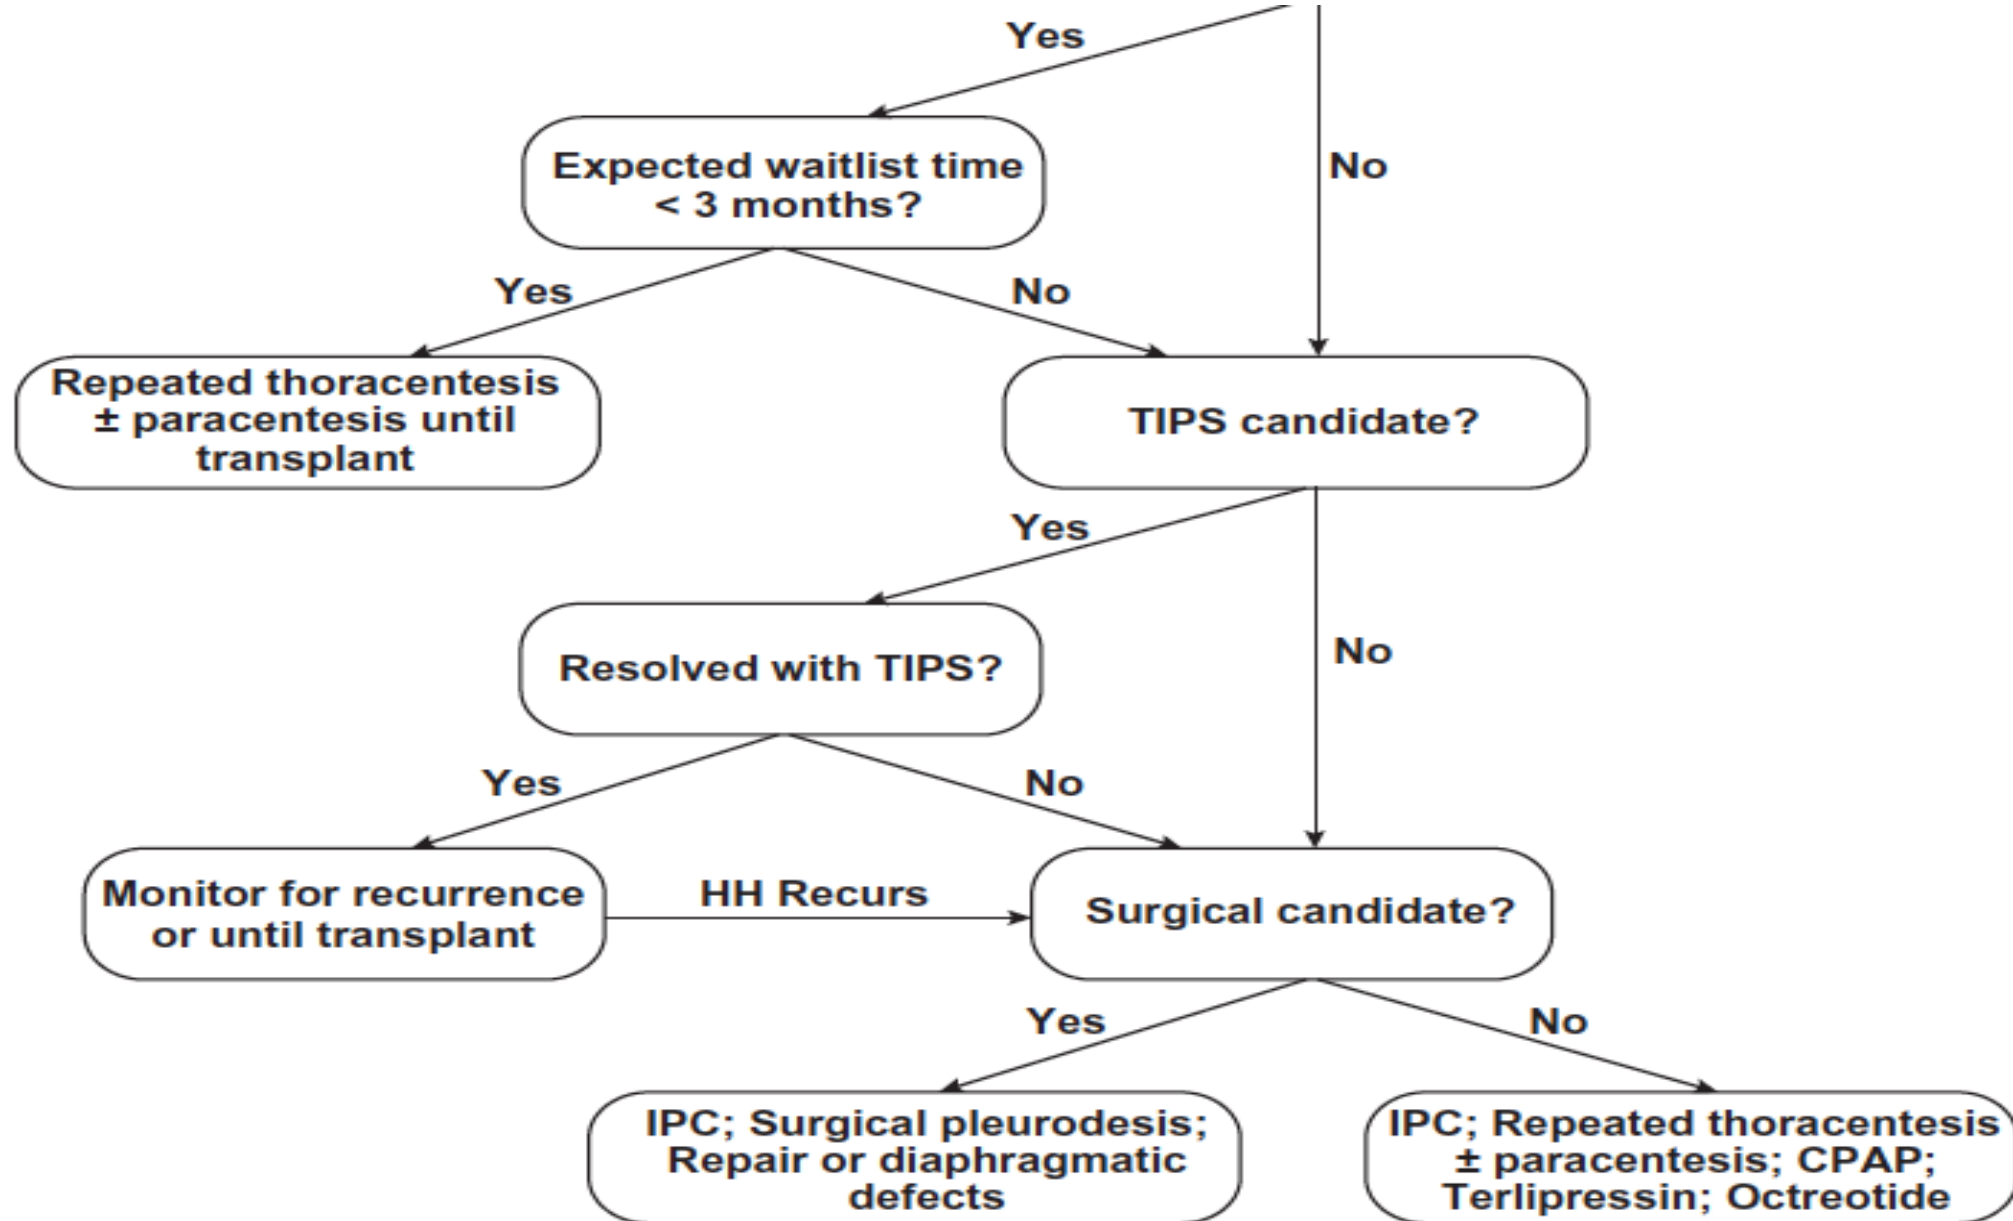 Yes
Expected waitlist time
< 3 months?
No
Yes
No
Repeated thoracentesis
± paracentesis until
transplant
TIPS candidate?
Yes
Resolved with TIPS?
No
Yes
No
Monitor for recurrence
or until transplant
HH Recurs
Surgical candidate?
Yes
No
IPC; Surgical pleurodesis;
Repair or diaphragmatic
defects
IPC; Repeated thoracentesis
± paracentesis; CPAP;
Terlipressin; Octreotide